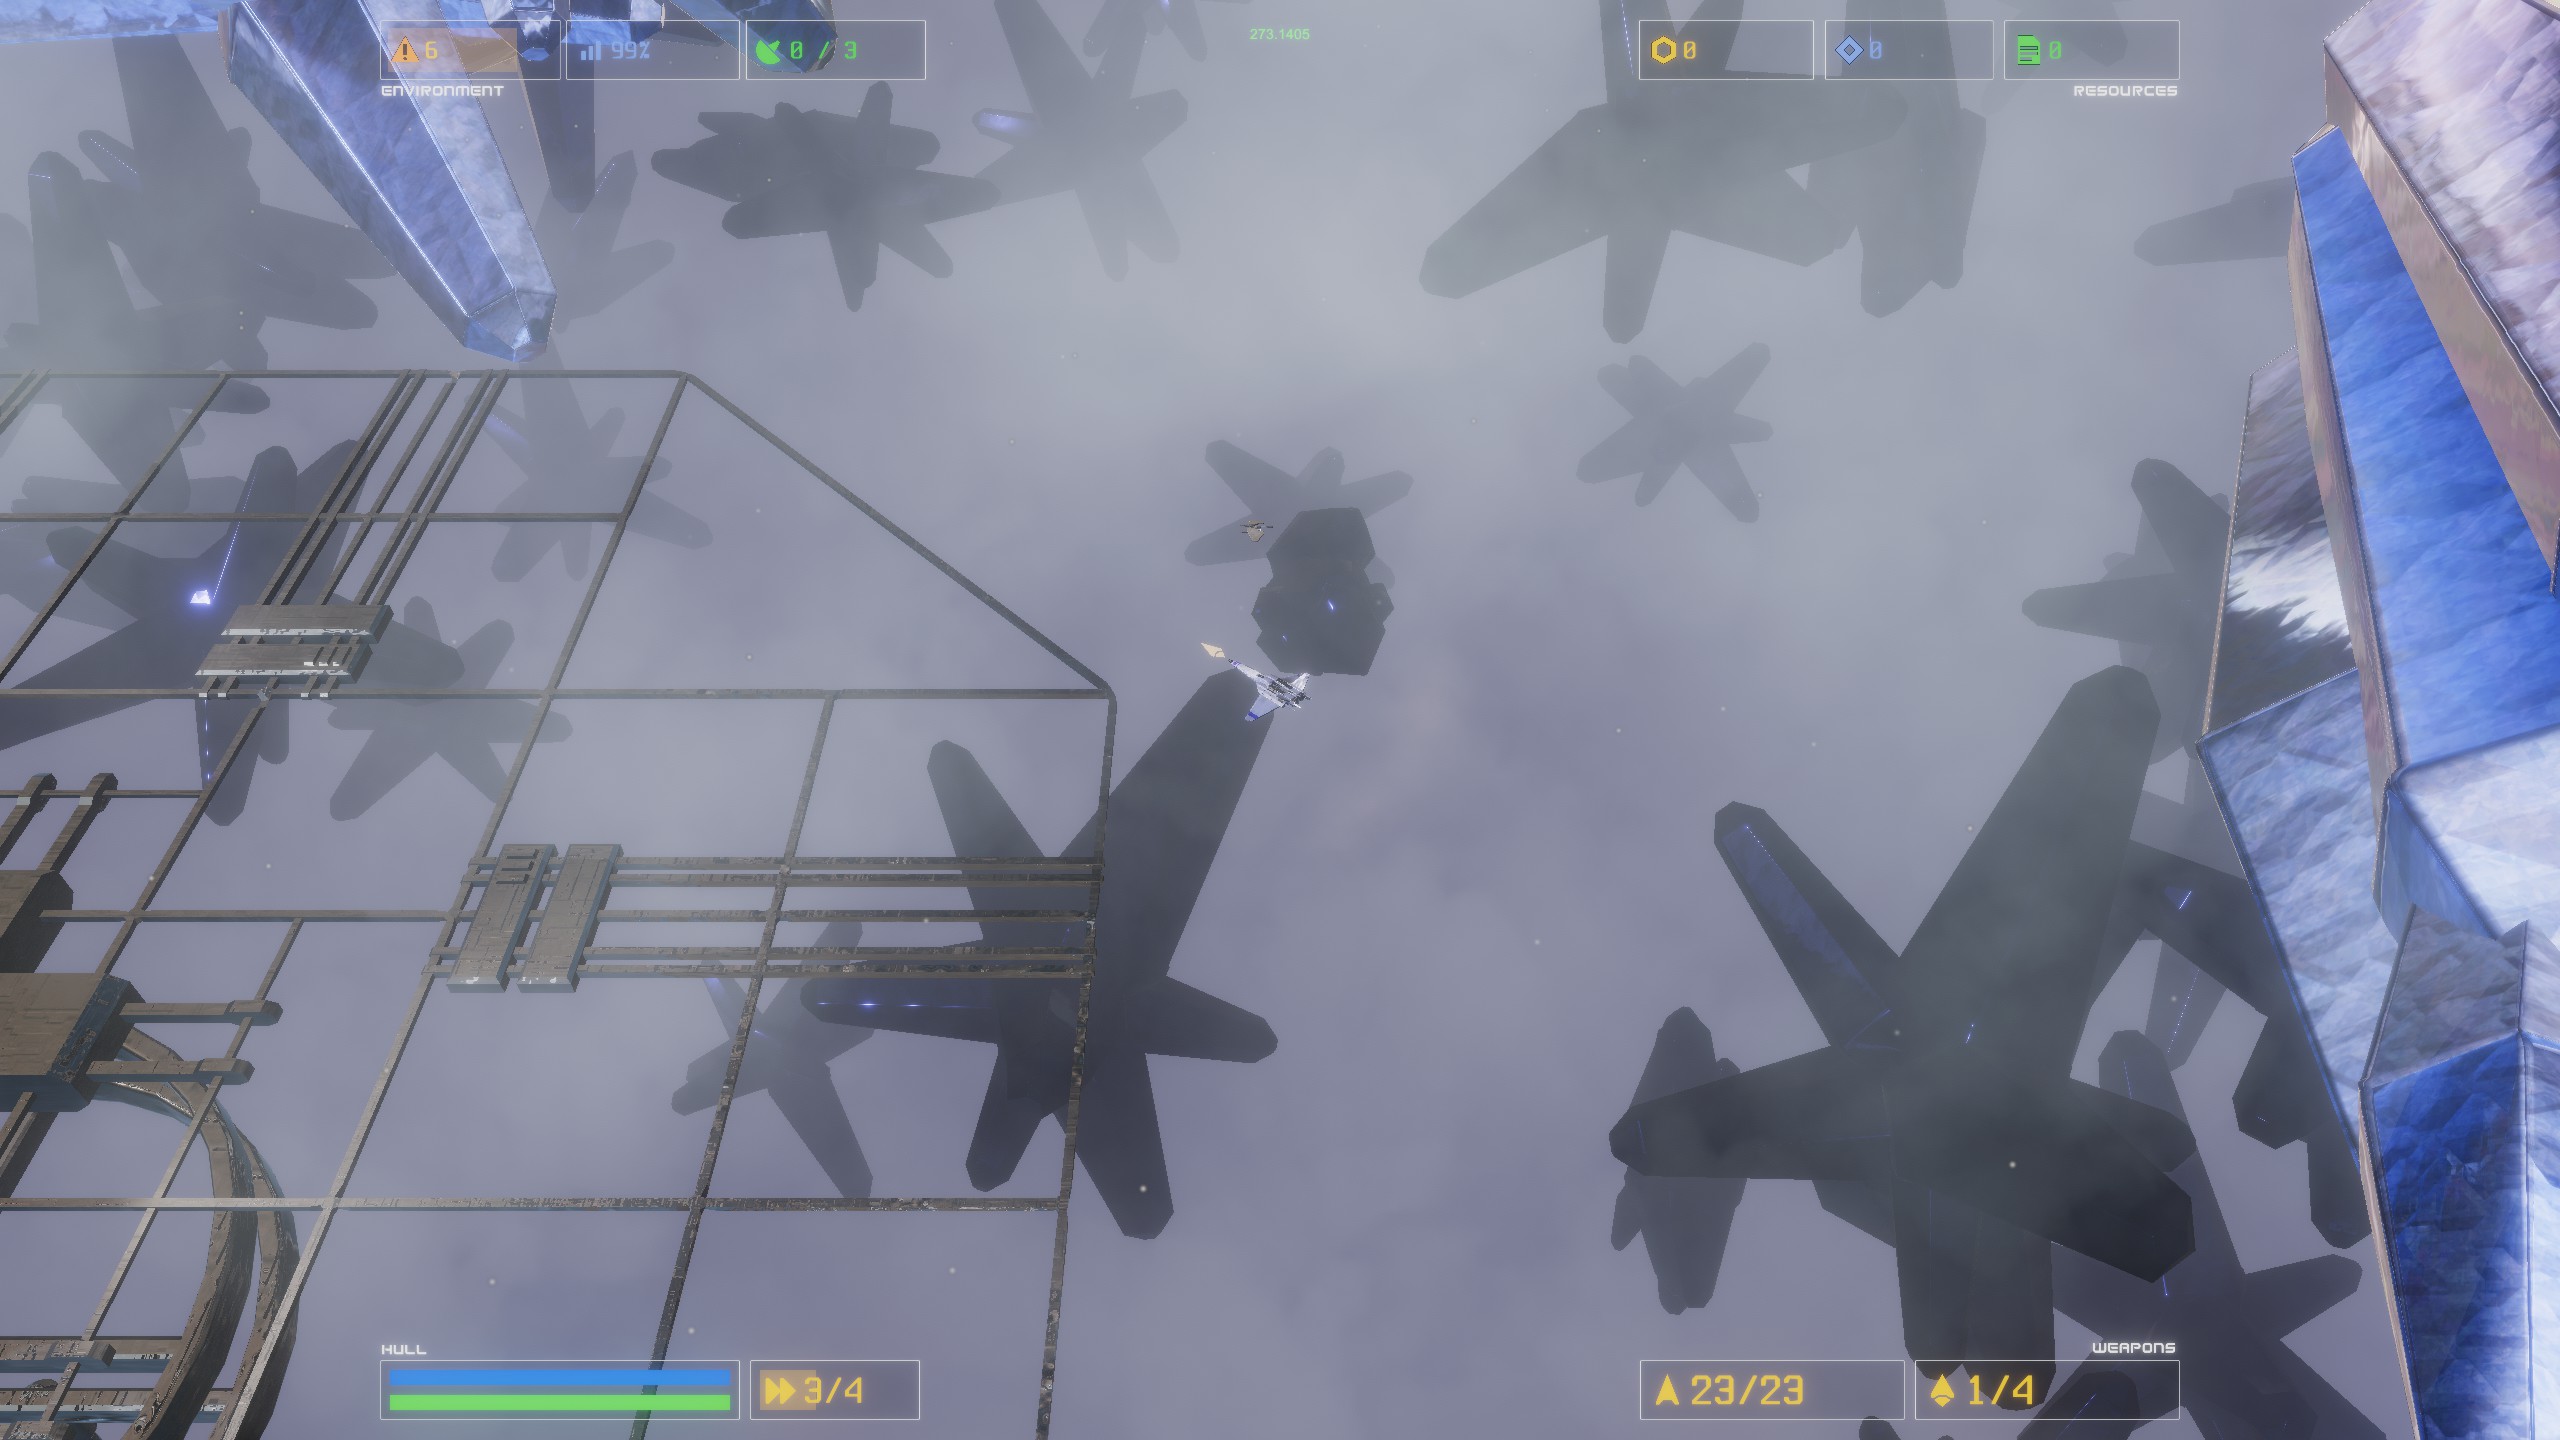 6
99%
0 / 3
273.1405
0
0
0
ENVIRONMENT
RESOURCES
HULL
3/4
WEAPONS
23/23
1/4